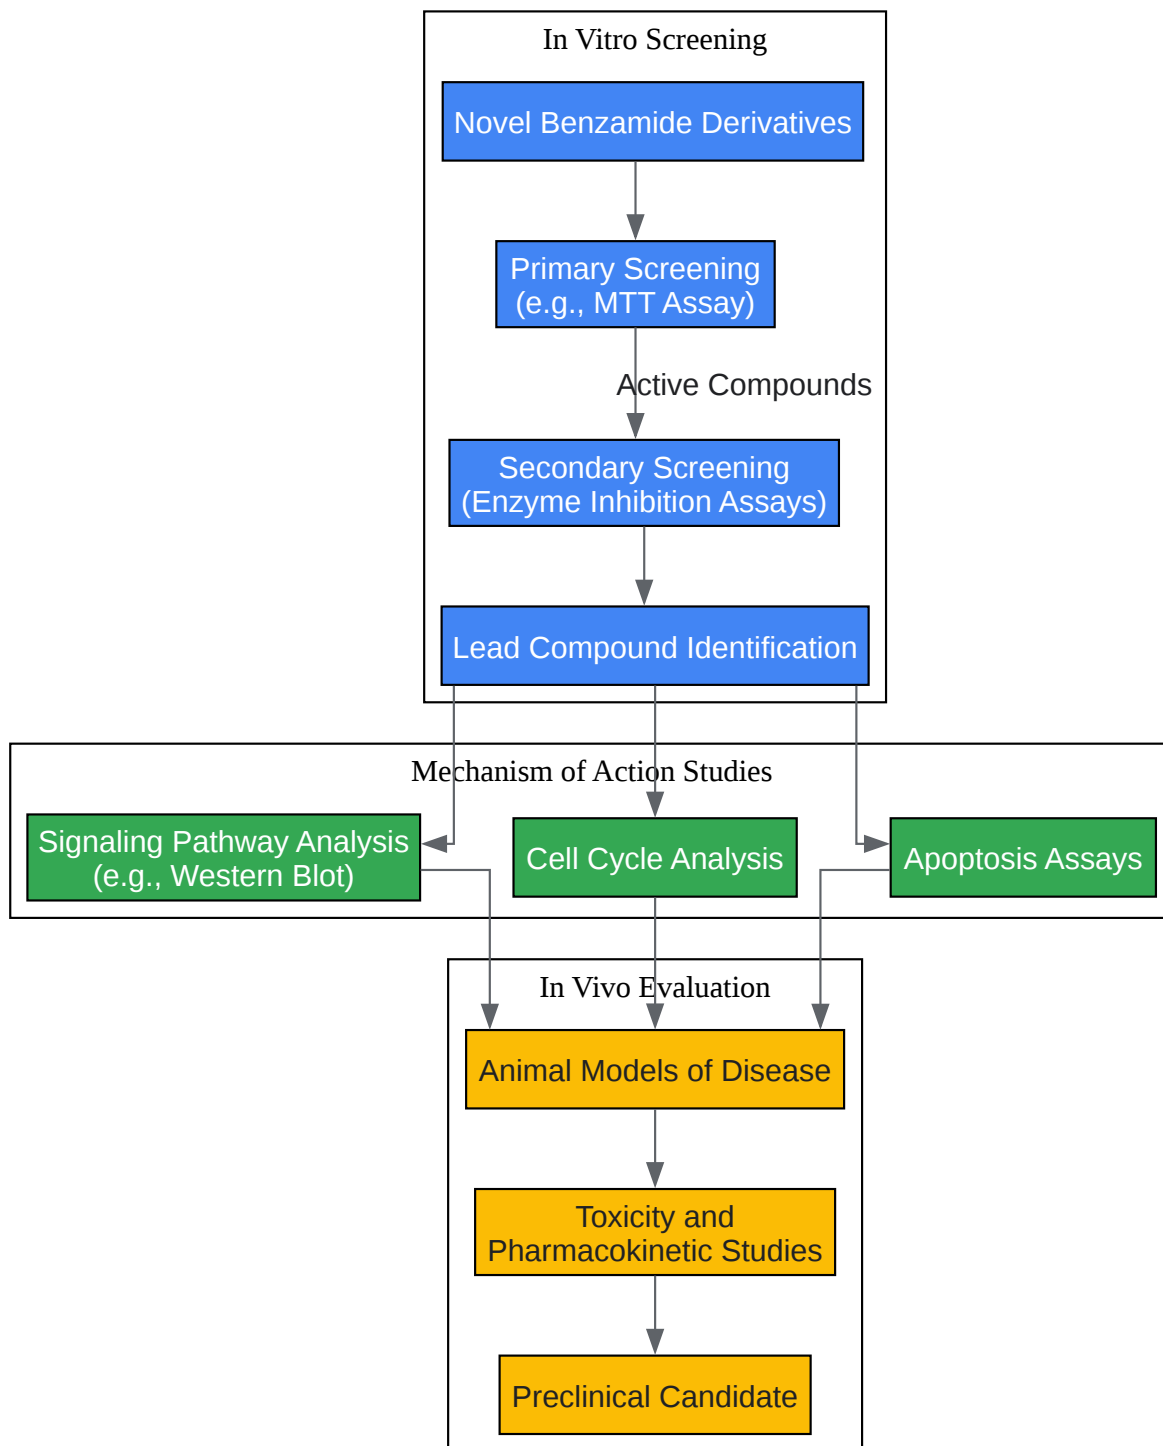 In Vitro Screening
Novel Benzamide Derivatives
Primary Screening
(e.g., MTT Assay)
Active Compounds
Secondary Screening
(Enzyme Inhibition Assays)
Lead Compound Identification
Mechanism of Action Studies
Signaling Pathway Analysis
(e.g., Western Blot)
Cell Cycle Analysis
Apoptosis Assays
In Vivo Evaluation
Animal Models of Disease
Toxicity and
Pharmacokinetic Studies
Preclinical Candidate